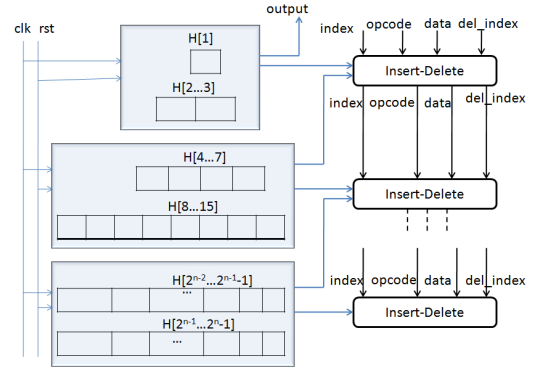 output
clk rst
H[1]
index opcode data del_index
H[2...3]
Insert-Delete
index opcode data del_index
H[4...7]
H[8...15]
Insert-Delete
H[2ⁿ⁻²...2ⁿ⁻¹-1]
...
index opcode data del_index
H[2ⁿ⁻¹...2ⁿ-1]
...
Insert-Delete